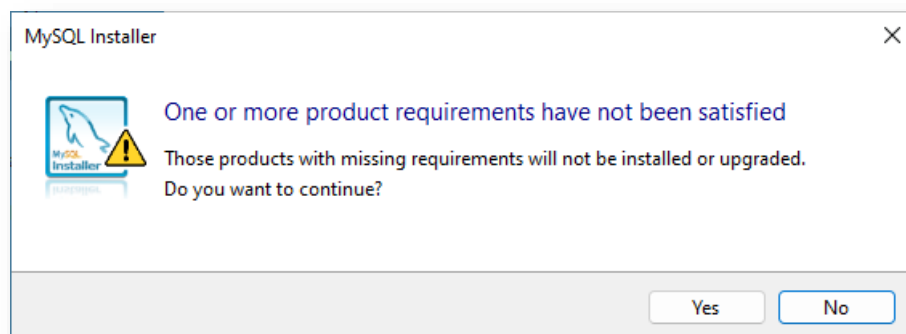 MySQL Installer
One or more product requirements have not been satisfied
MySQL
Installer
Those products with missing requirements will not be installed or upgraded.
Do you want to continue?
Yes
No